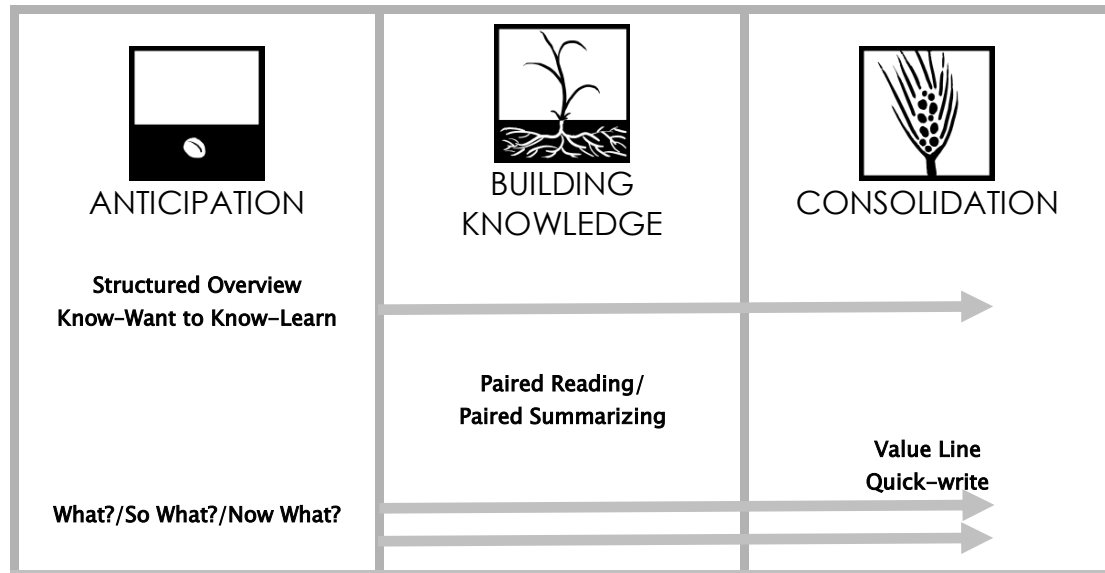 ANTICIPATION
BUILDING
KNOWLEDGE
CONSOLIDATION
Structured Overview
Know-Want to Know-Learn
Paired Reading/
Paired Summarizing
Value Line
Quick-write
What?/So What?/Now What?